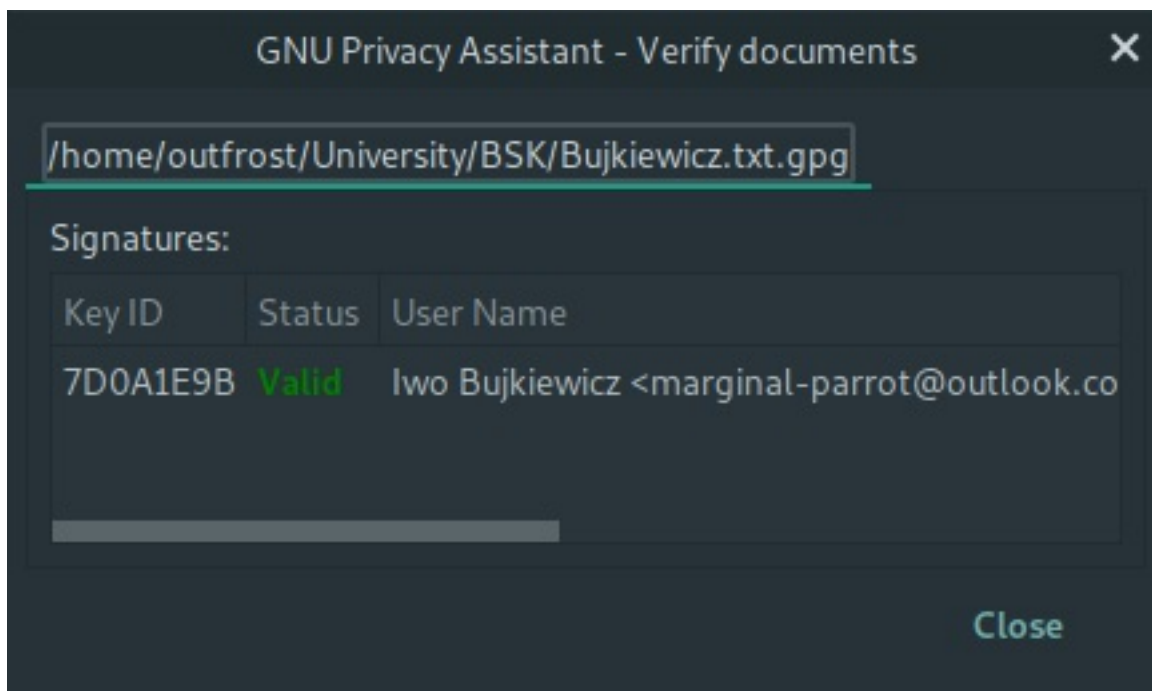 GNU Privacy Assistant - Verify documents
/home/outfrost/University/BSK/Bujkiewicz.txt.gpg
Signatures:
Key ID Status User Name
7D0A1E9B Valid Iwo Bujkiewicz <marginal-parrot@outlook.co
Close